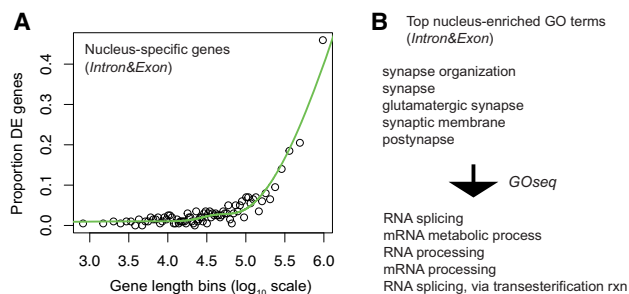 A
Nucleus-specific genes
(Intron&Exon)
Proportion DE genes
0.4
0.3
0.2
0.1
0.0
3.0 3.5 4.0 4.5 5.0 5.5 6.0
Gene length bins (log10 scale)
B
Top nucleus-enriched GO terms
(Intron&Exon)
synapse organization
synapse
glutamatergic synapse
synaptic membrane
postsynapse
GOseq
RNA splicing
mRNA metabolic process
RNA processing
mRNA processing
RNA splicing, via transesterification rxn